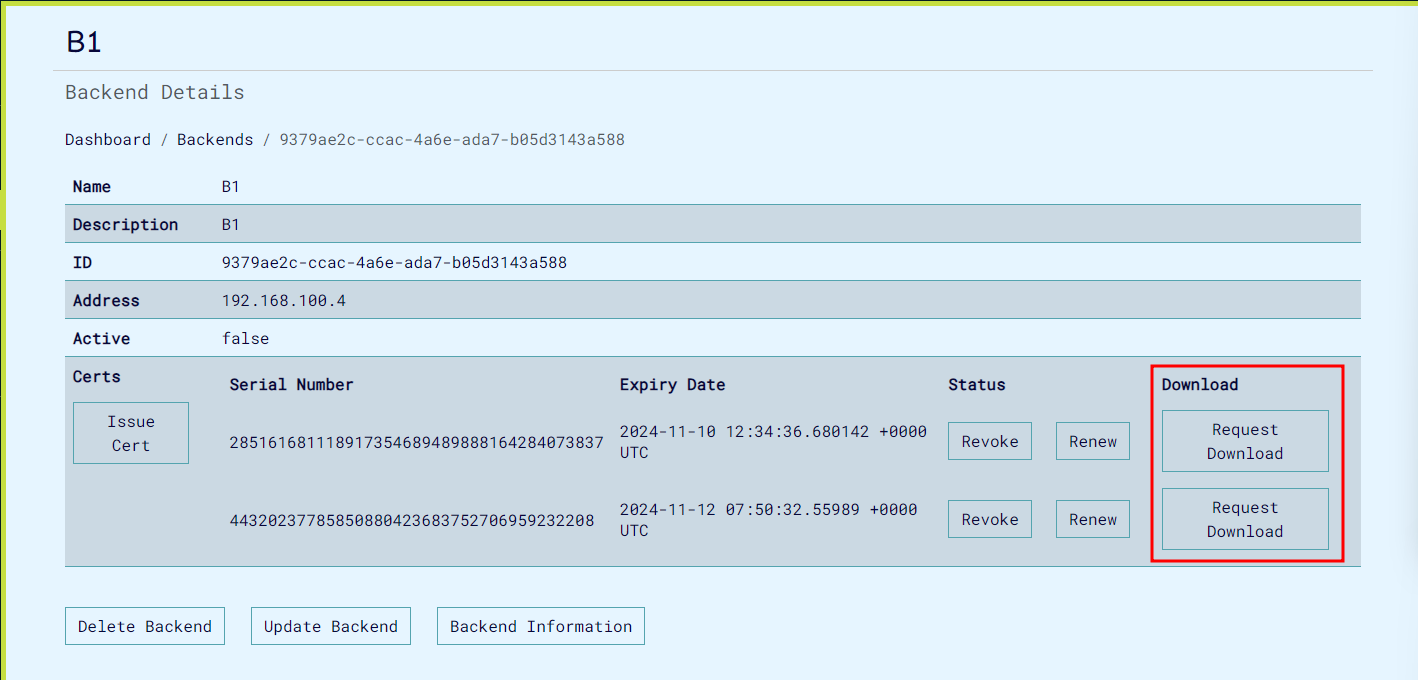 B1
Backend Details
Dashboard / Backends / 9379ae2c-ccac-4a6e-ada7-b05d3143a588
Name B1
Description B1
ID 9379ae2c-ccac-4a6e-ada7-b05d3143a588
Address 192.168.100.4
Active false
Certs Serial Number Expiry Date Status Download
Issue
Cert
285161681118917354689489888164284073837 2024-11-10 12:34:36.680142 +0000
UTC
Revoke Renew Request
Download
44320237785850880423683752706959232208 2024-11-12 07:50:32.55989 +0000
UTC
Revoke Renew Request
Download
Delete Backend Update Backend Backend Information